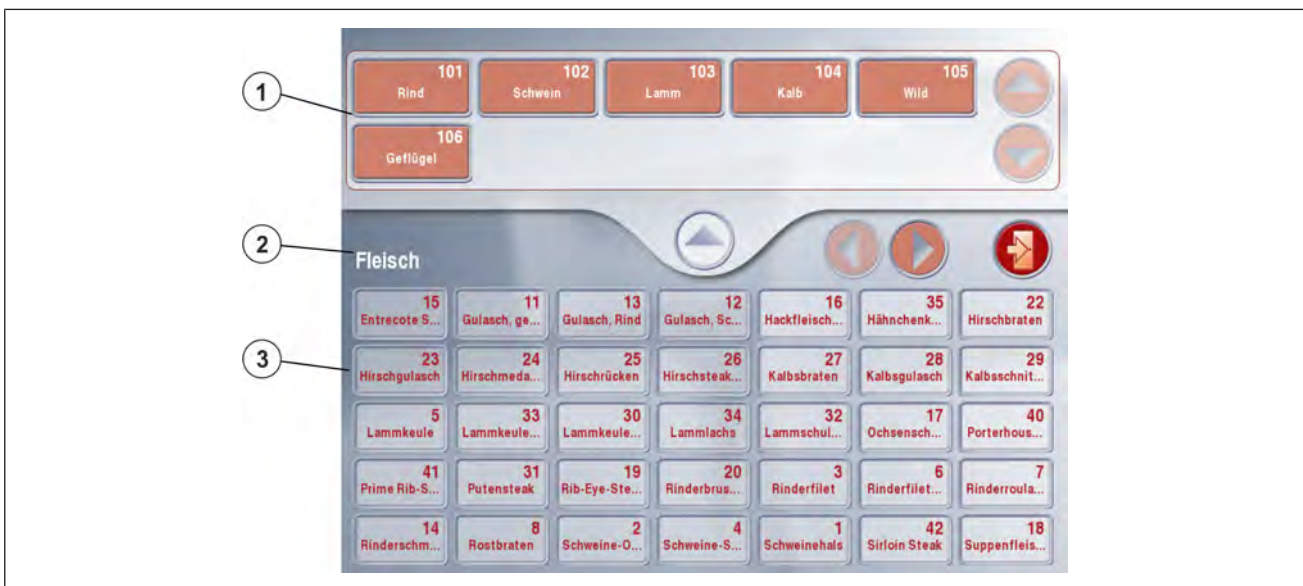 1
101 102 103 104 105
Rind Schwein Lamm Kalb Wild
106
Geflügel
2
Fleisch
15 11 13 12 16 35 22
Entrecote S... Gulasch, ge... Gulasch, Rind Gulasch, Sc... Hackfleisch... Hähnchenk... Hirschbraten
3
23 24 25 26 27 28 29
Hirschgulasch Hirschmeda... Hirschrücken Hirschsteak... Kalbsbraten Kalbsgulasch Kalbsschnit...
5 33 30 34 32 17 40
Lammkeule Lammkeule... Lammkeule... Lammlachs Lammschul... Ochsensch... Porterhous...
41 31 19 20 3 6 7
Prime Rib-S... Putensteak Rib-Eye-Ste... Rinderbrus... Rinderfilet Rinderfilet... Rinderroula...
14 8 2 4 1 42 18
Rinderschm... Rostbraten Schweine-O... Schweine-S... Schweinehals Sirloin Steak Suppenfleis...